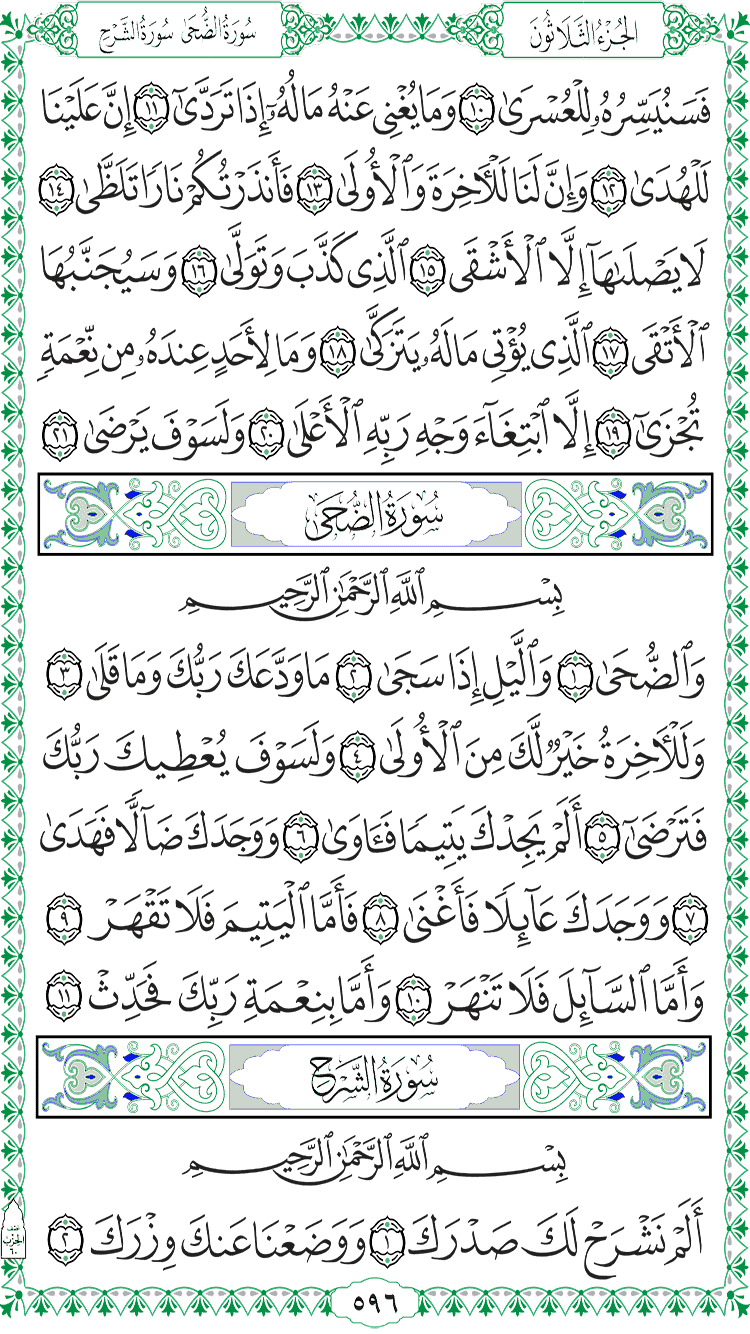 الجُزْءُ الثَّلَاثُونَ
سُورَةُ الضُّحَى سُورَةُ الشَّرْحِ
فَسَنُيَسِّرُهُۥ لِلْعُسْرَىٰ ١٠ وَمَا يُغْنِى عَنْهُ مَالُهُۥٓ إِذَا تَرَدَّىٰٓ ١١ إِنَّ عَلَيْنَا
لَلْهُدَىٰ ١٢ وَإِنَّ لَنَا لَلْءَاخِرَةَ وَٱلْأُولَىٰ ١٣ فَأَنذَرْتُكُمْ نَارًا تَلَظَّىٰ ١٤
لَا يَصْلَىٰهَآ إِلَّا ٱلْأَشْقَى ١٥ ٱلَّذِى كَذَّبَ وَتَوَلَّىٰ ١٦ وَسَيُجَنَّبُهَا
ٱلْأَتْقَى ١٧ ٱلَّذِى يُؤْتِى مَالَهُۥ يَتَزَكَّىٰ ١٨ وَمَا لِأَحَدٍ عِندَهُۥ مِن نِّعْمَةٍ
تُجْزَىٰٓ ١٩ إِلَّا ٱبْتِغَآءَ وَجْهِ رَبِّهِ ٱلْأَعْلَىٰ ٢٠ وَلَسَوْفَ يَرْضَىٰ ٢١
سُورَةُ الضُّحَى
بِسْمِ ٱللَّهِ ٱلرَّحْمَٰنِ ٱلرَّحِيمِ
وَٱلضُّحَىٰ ١ وَٱلَّيْلِ إِذَا سَجَىٰ ٢ مَا وَدَّعَكَ رَبُّكَ وَمَا قَلَىٰ ٣
وَلَلْءَاخِرَةُ خَيْرٌ لَّكَ مِنَ ٱلْأُولَىٰ ٤ وَلَسَوْفَ يُعْطِيكَ رَبُّكَ
فَتَرْضَىٰٓ ٥ أَلَمْ يَجِدْكَ يَتِيمًا فَـَٔاوَىٰ ٦ وَوَجَدَكَ ضَآلًّا فَهَدَىٰ
٧ وَوَجَدَكَ عَآئِلًا فَأَغْنَىٰ ٨ فَأَمَّا ٱلْيَتِيمَ فَلَا تَقْهَرْ ٩
وَأَمَّا ٱلسَّآئِلَ فَلَا تَنْهَرْ ١٠ وَأَمَّا بِنِعْمَةِ رَبِّكَ فَحَدِّثْ ١١
سُورَةُ الشَّرْحِ
بِسْمِ ٱللَّهِ ٱلرَّحْمَٰنِ ٱلرَّحِيمِ
أَلَمْ نَشْرَحْ لَكَ صَدْرَكَ ١ وَوَضَعْنَا عَنكَ وِزْرَكَ ٢
نصف
الحزب
٦٠
٥٩٦